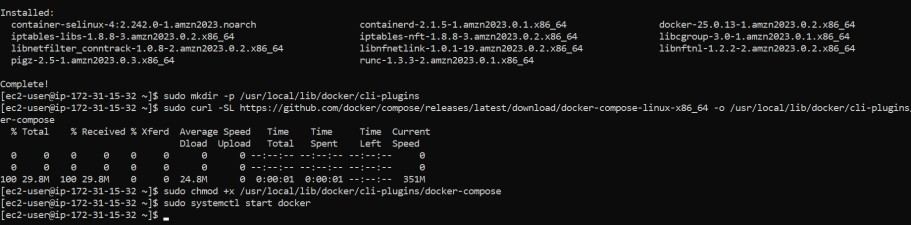 Installed:
container-selinux-4:2.242.0-1.amzn2023.noarch containerd-2.1.5-1.amzn2023.0.1.x86_64 docker-25.0.13-1.amzn2023.0.2.x86_64
iptables-libs-1.8.8-3.amzn2023.0.2.x86_64 iptables-nft-1.8.8-3.amzn2023.0.2.x86_64 libcgroup-3.0-1.amzn2023.0.1.x86_64
libnetfilter_conntrack-1.0.8-2.amzn2023.0.2.x86_64 libnfnetlink-1.0.1-19.amzn2023.0.2.x86_64 libnftnl-1.2.2-2.amzn2023.0.2.x86_64
pigz-2.5-1.amzn2023.0.3.x86_64 runc-1.3.3-2.amzn2023.0.1.x86_64
Complete!
[ec2-user@ip-172-31-15-32 ~]$ sudo mkdir -p /usr/local/lib/docker/cli-plugins
[ec2-user@ip-172-31-15-32 ~]$ sudo curl -SL https://github.com/docker/compose/releases/latest/download/docker-compose-linux-x86_64 -o /usr/local/lib/docker/cli-plugins/
er-compose
% Total % Received % Xferd Average Speed Time Time Time Current
Dload Upload Total Spent Left Speed
0 0 0 0 0 0 0 0 --:--:-- --:--:-- --:--:-- 0
0 0 0 0 0 0 0 0 --:--:-- --:--:-- --:--:-- 0
100 29.8M 100 29.8M 0 0 24.8M 0 0:00:01 0:00:01 --:--:-- 351M
[ec2-user@ip-172-31-15-32 ~]$ sudo chmod +x /usr/local/lib/docker/cli-plugins/docker-compose
[ec2-user@ip-172-31-15-32 ~]$ sudo systemctl start docker
[ec2-user@ip-172-31-15-32 ~]$